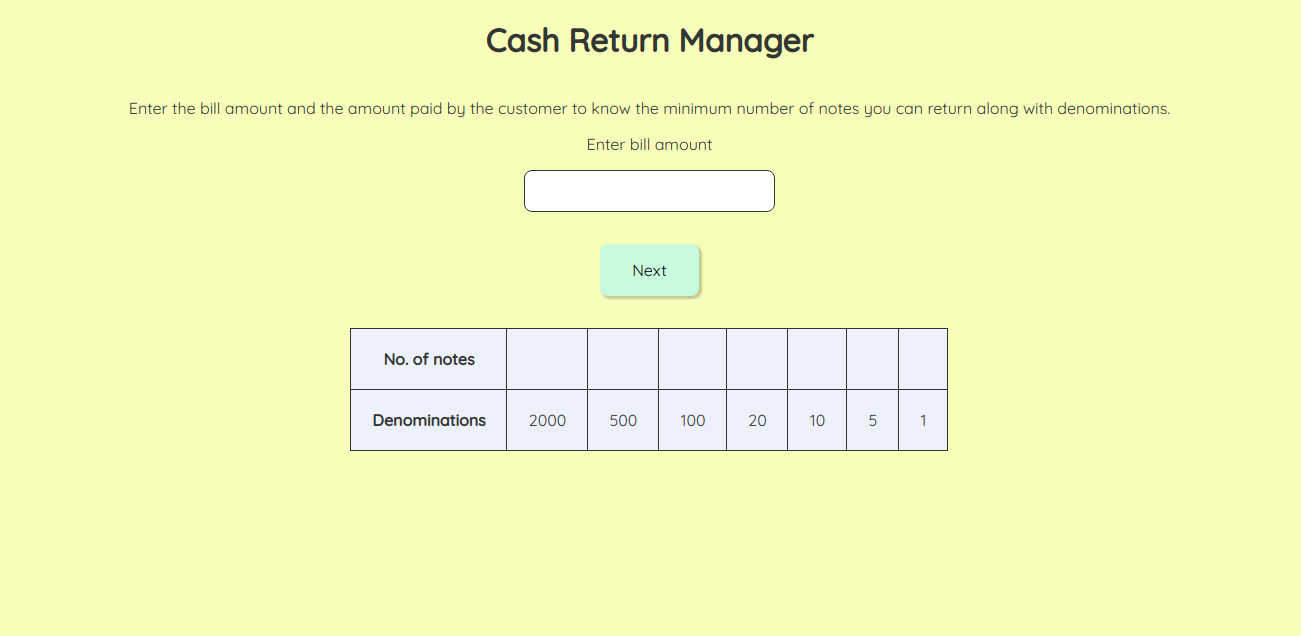 Cash Return Manager
Enter the bill amount and the amount paid by the customer to know the minimum number of notes you can return along with denominations.
Enter bill amount
Next
No. of notes
Denominations 2000 500 100 20 10 5 1